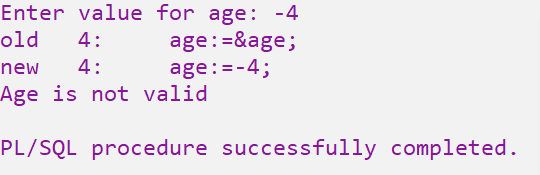 Enter value for age: -4
old   4:     age:=&age;
new   4:     age:=-4;
Age is not valid
PL/SQL procedure successfully completed.